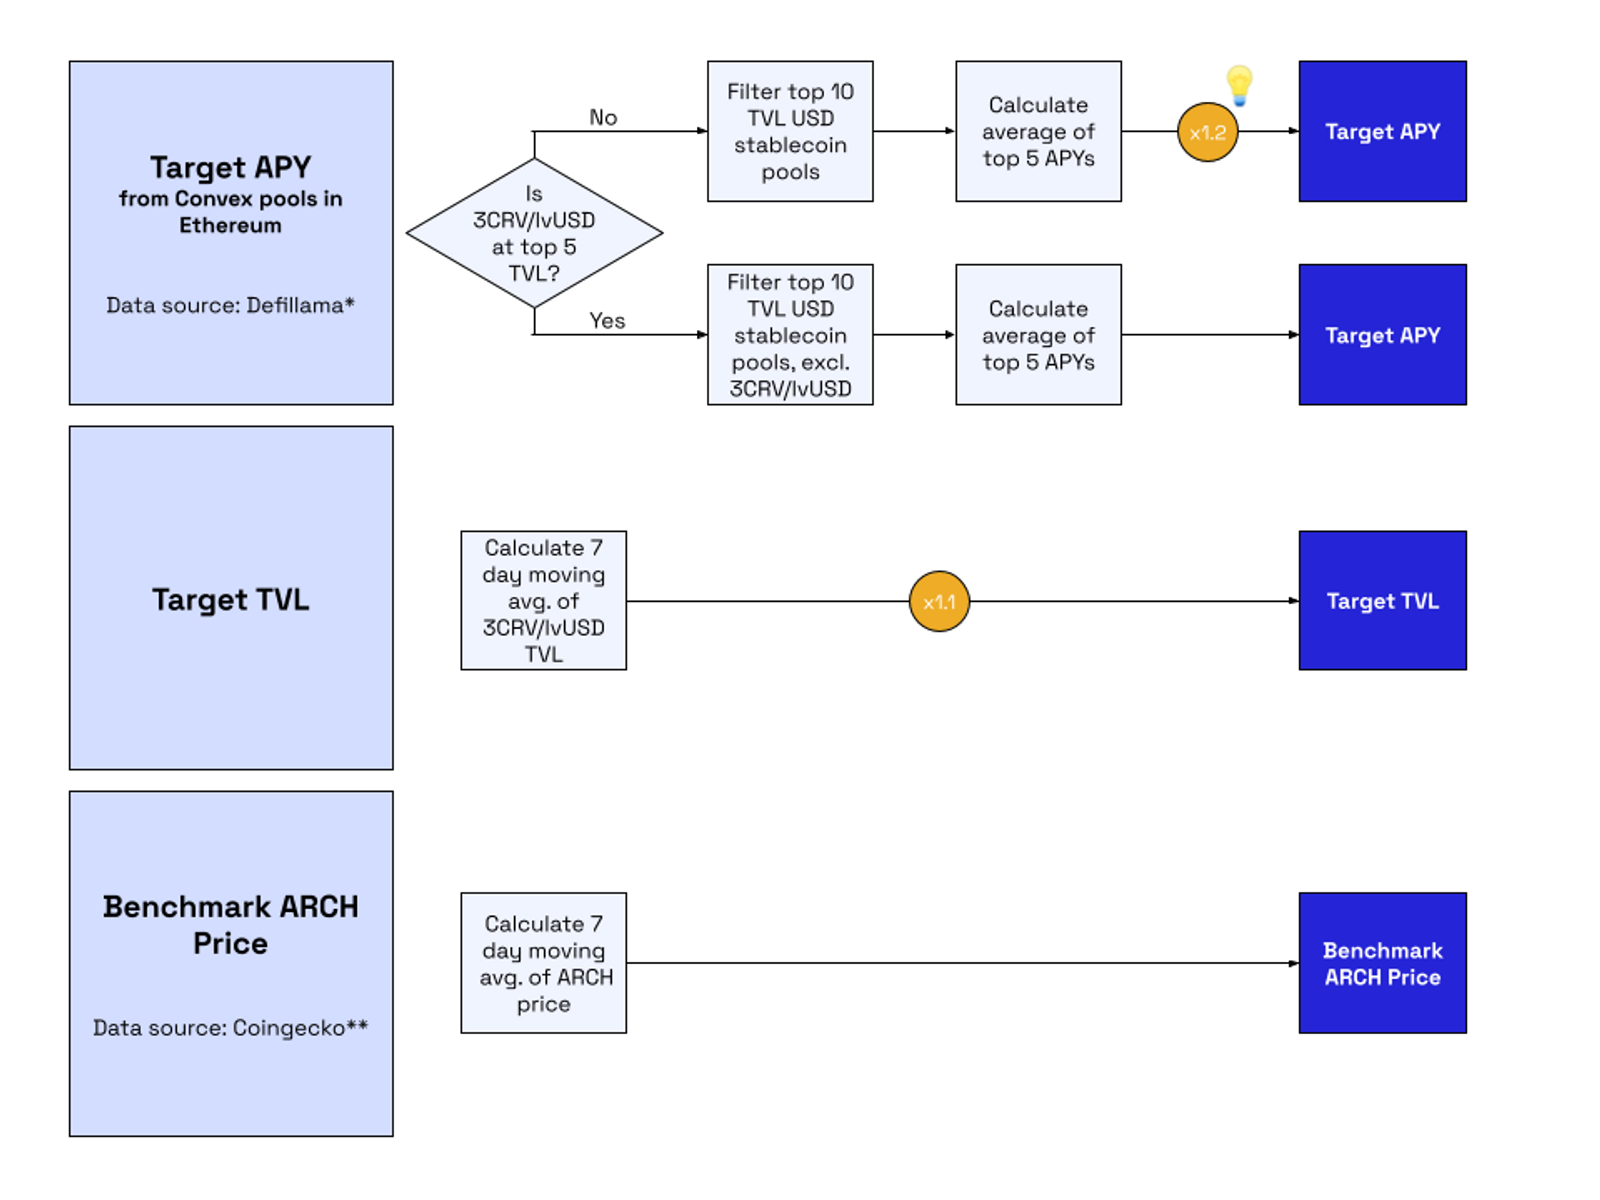 Target APY
from Convex pools in
Ethereum
Data source: Defillama*
Is
3CRV/lvUSD
at top 5
TVL?
No
Filter top 10
TVL USD
stablecoin
pools
Calculate
average of
top 5 APYs
x1.2
Target APY
Yes
Filter top 10
TVL USD
stablecoin
pools, excl.
3CRV/lvUSD
Calculate
average of
top 5 APYs
Target APY
Target TVL
Calculate 7
day moving
avg. of
3CRV/lvUSD
TVL
x1.1
Target TVL
Benchmark ARCH
Price
Data source: Coingecko**
Calculate 7
day moving
avg. of ARCH
price
Benchmark
ARCH Price